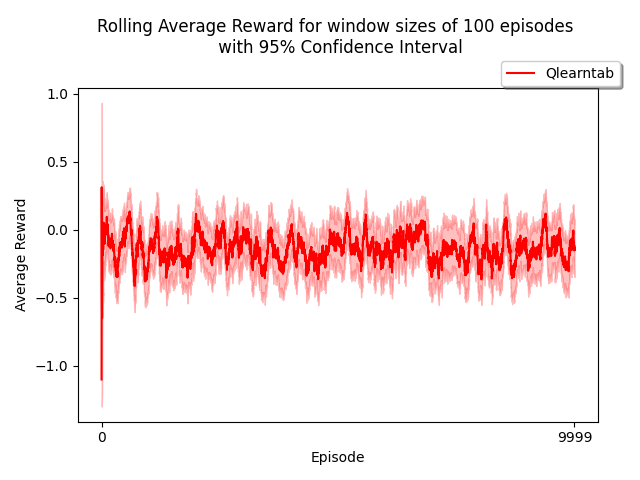 Rolling Average Reward for window sizes of 100 episodes
with 95% Confidence Interval
Qlearntab
1.0
0.5
0.0
−0.5
−1.0
Average Reward
0
9999
Episode